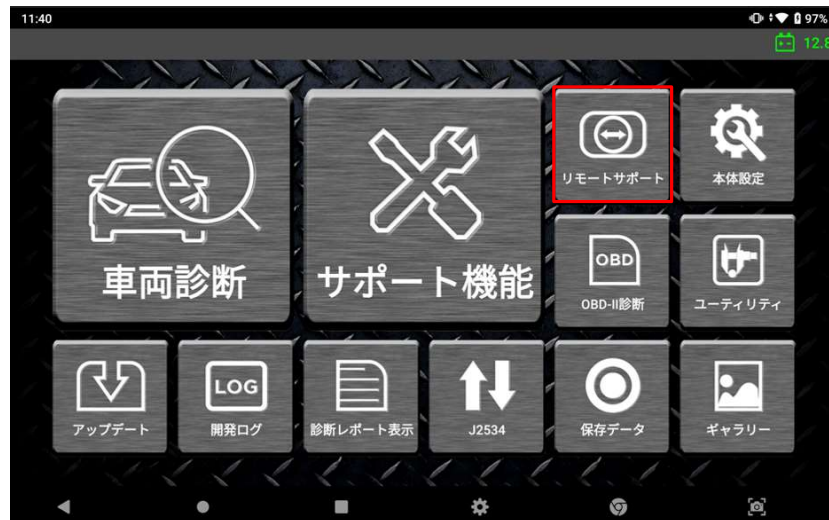 11:40
97%
12.8
車両診断
サポート機能
リモートサポート
本体設定
OBD
OBD-II診断
ユーティリティ
アップデート
LOG
開発ログ
診断レポート表示
J2534
保存データ
ギャラリー